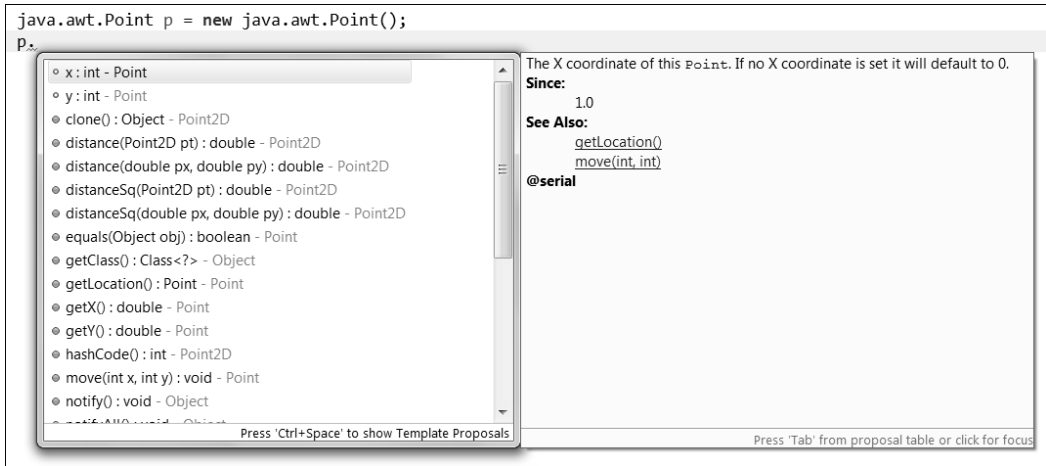 java.awt.Point p = new java.awt.Point();
p.
x : int - Point
y : int - Point
clone() : Object - Point2D
distance(Point2D pt) : double - Point2D
distance(double px, double py) : double - Point2D
distanceSq(Point2D pt) : double - Point2D
distanceSq(double px, double py) : double - Point2D
equals(Object obj) : boolean - Point
getClass() : Class<?> - Object
getLocation() : Point - Point
getX() : double - Point
getY() : double - Point
hashCode() : int - Point2D
move(int x, int y) : void - Point
notify() : void - Object
notifyAll() : void - Object
Press 'Ctrl+Space' to show Template Proposals
The X coordinate of this Point. If no X coordinate is set it will default to 0.
Since:
1.0
See Also:
getLocation()
move(int, int)
@serial
Press 'Tab' from proposal table or click for focus